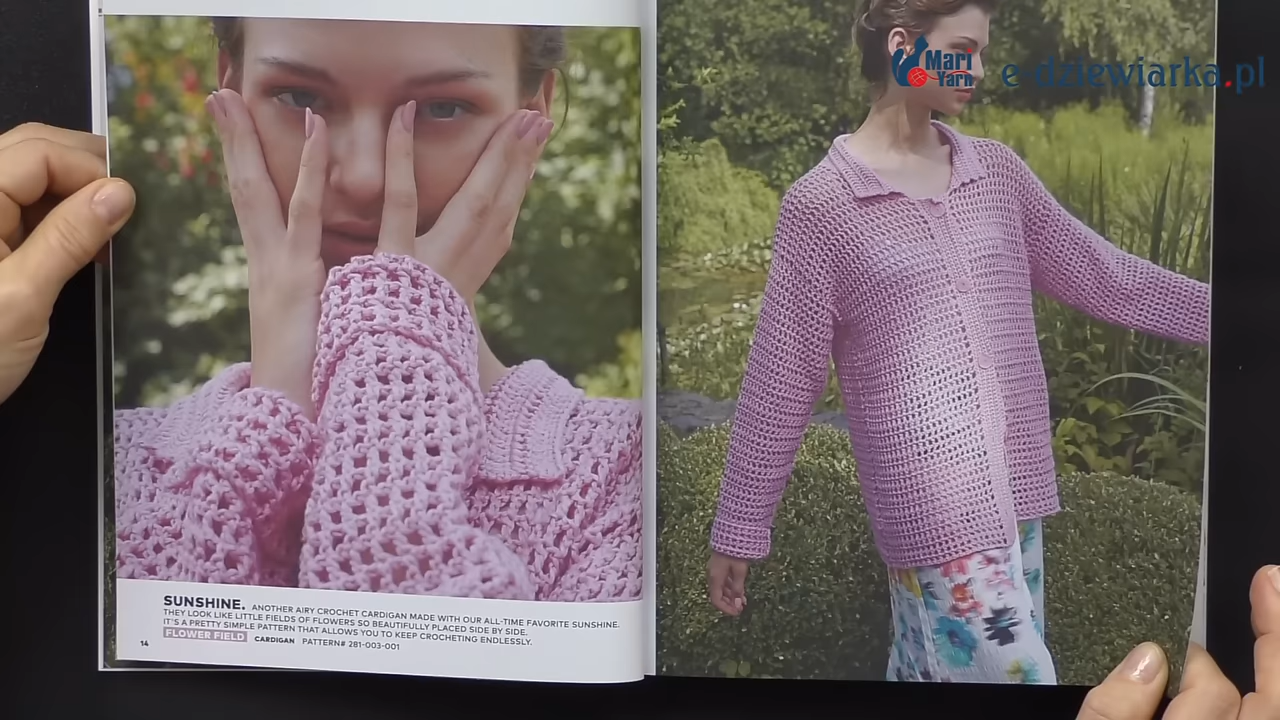 Mari
Yarn
e-dziewiarka.pl
SUNSHINE. ANOTHER AIRY CROCHET CARDIGAN MADE WITH OUR ALL-TIME FAVORITE SUNSHINE.
THEY LOOK LIKE LITTLE FIELDS OF FLOWERS SO BEAUTIFULLY PLACED SIDE BY SIDE.
IT'S A PRETTY SIMPLE PATTERN THAT ALLOWS YOU TO KEEP CROCHETING ENDLESSLY.
FLOWER FIELD CARDIGAN PATTERN# 281-003-001
14